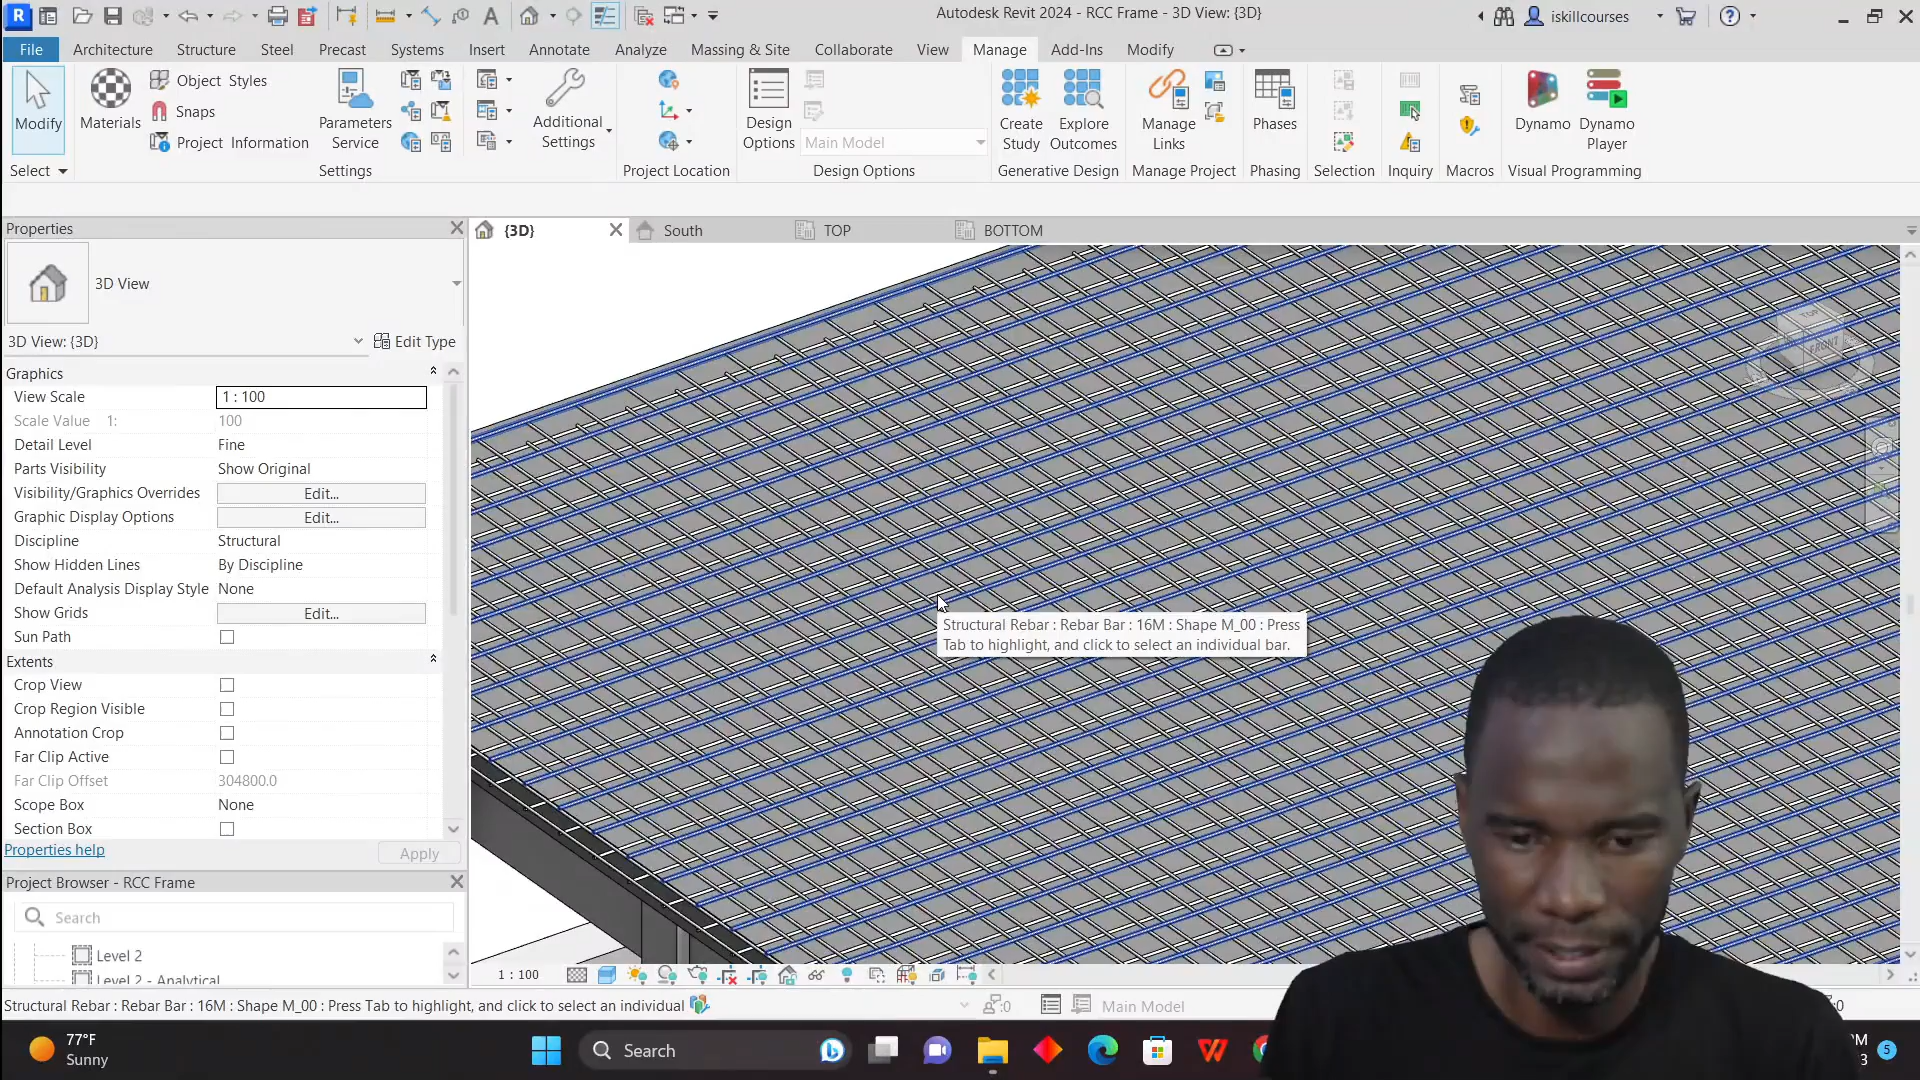 R
Autodesk Revit 2024 - RCC Frame - 3D View: {3D}
iskillcourses
File
Architecture
Structure
Steel
Precast
Systems
Insert
Annotate
Analyze
Massing & Site
Collaborate
View
Manage
Add-Ins
Modify
Modify
Materials
Object Styles
Snaps
Project Information
Parameters
Service
Additional
Settings
Design
Options
Main Model
Create
Study
Explore
Outcomes
Manage
Links
Phases
Dynamo
Dynamo
Player
Select
Settings
Project Location
Design Options
Generative Design
Manage Project
Phasing
Selection
Inquiry
Macros
Visual Programming
Properties
{3D}
South
TOP
BOTTOM
3D View
3D View: {3D}
Edit Type
Graphics
View Scale
1 : 100
Scale Value 1:
100
Detail Level
Fine
Parts Visibility
Show Original
Visibility/Graphics Overrides
Edit...
Graphic Display Options
Edit...
Discipline
Structural
Show Hidden Lines
By Discipline
Default Analysis Display Style
None
Show Grids
Edit...
Sun Path
Extents
Crop View
Crop Region Visible
Annotation Crop
Far Clip Active
Far Clip Offset
304800.0
Scope Box
None
Section Box
Properties help
Apply
TOP
FRONT
Structural Rebar : Rebar Bar : 16M : Shape M_00 : Press
Tab to highlight, and click to select an individual bar.
Project Browser - RCC Frame
Search
Level 2
Level 2 - Analytical
1 : 100
Structural Rebar : Rebar Bar : 16M : Shape M_00 : Press Tab to highlight, and click to select an individual
:0
Main Model
:0
77°F
Sunny
Search
5